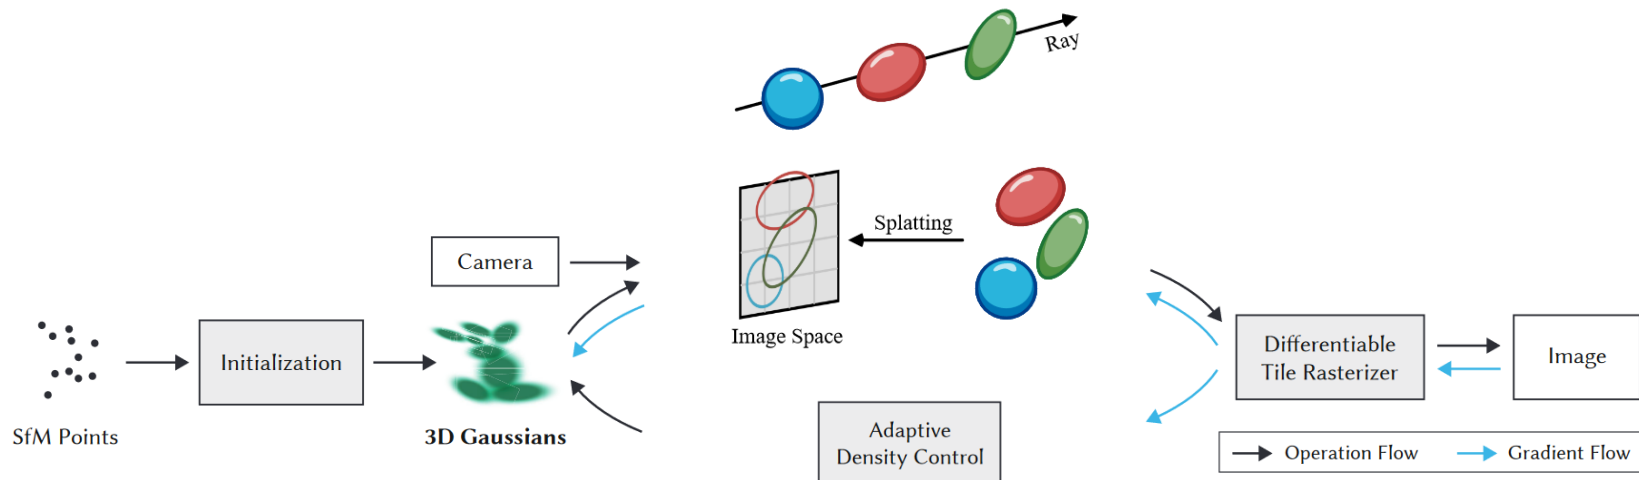 Ray
Splatting
Camera
Image Space
Initialization
Differentiable
Tile Rasterizer
Image
SfM Points
3D Gaussians
Adaptive
Density Control
Operation Flow
Gradient Flow